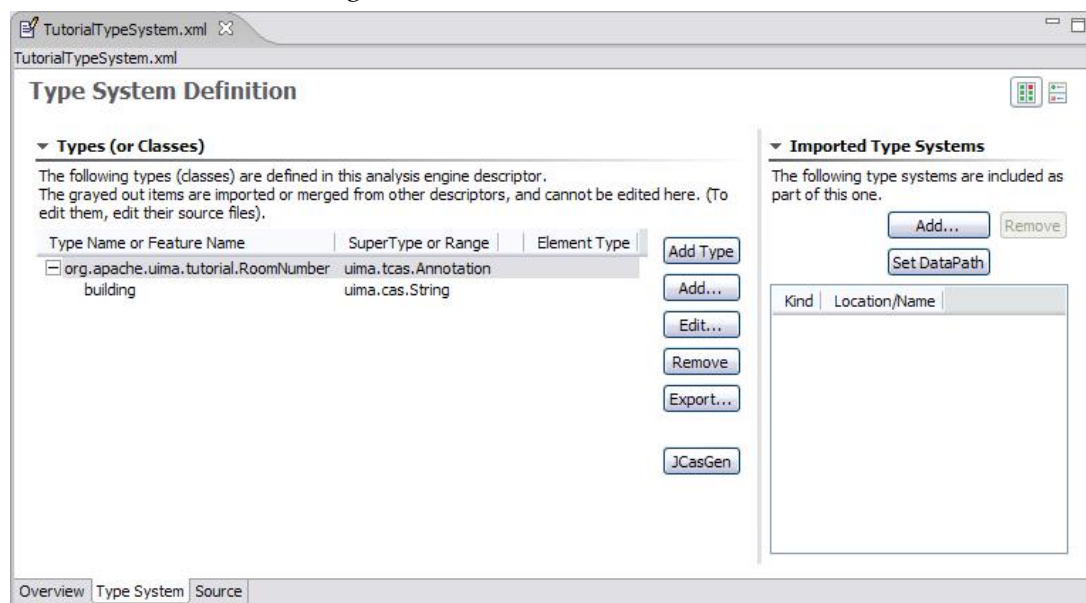 TutorialTypeSystem.xml
TutorialTypeSystem.xml
Type System Definition
Types (or Classes)
The following types (classes) are defined in this analysis engine descriptor.
The grayed out items are imported or merged from other descriptors, and cannot be edited here. (To
edit them, edit their source files).
Type Name or Feature Name SuperType or Range Element Type
org.apache.uima.tutorial.RoomNumber uima.tcas.Annotation
building uima.cas.String
Add Type
Add...
Edit...
Remove
Export...
JCasGen
Imported Type Systems
The following type systems are included as
part of this one.
Add... Remove
Set DataPath
Kind Location/Name
Overview Type System Source